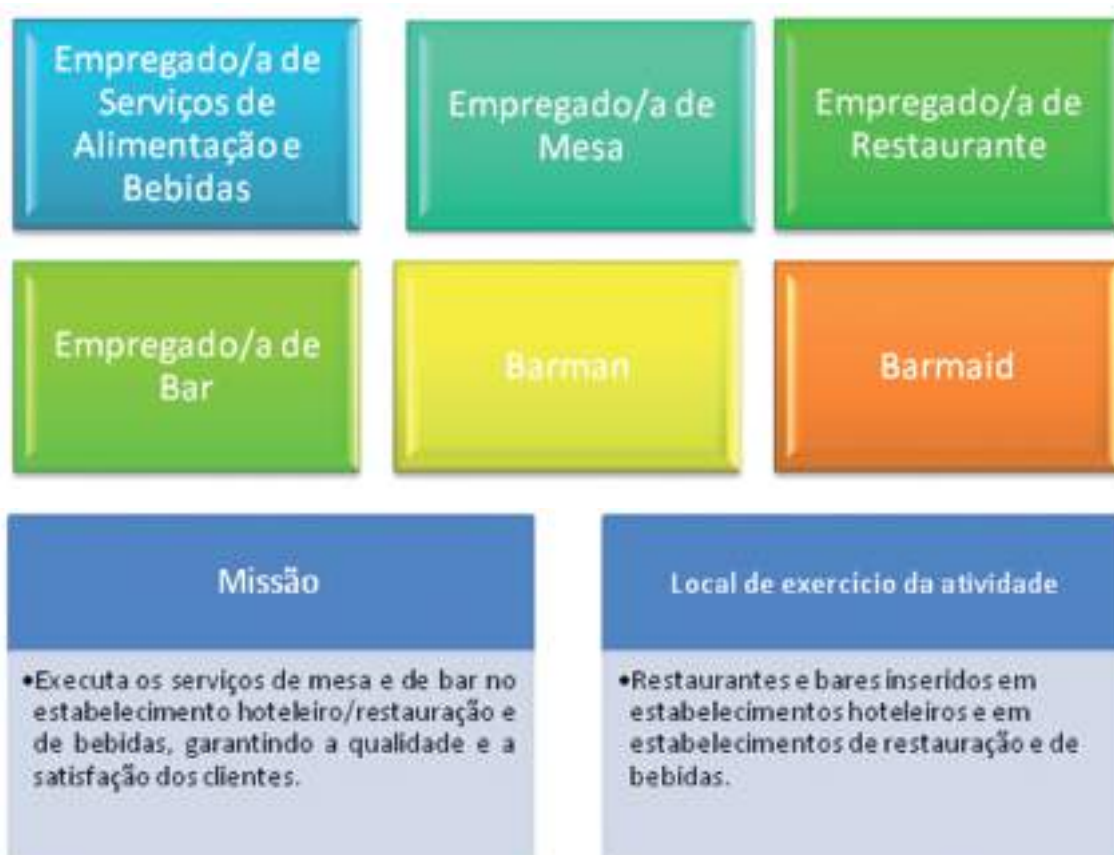 Empregado/a de
Serviços de
Alimentação e
Bebidas
Empregado/a de
Mesa
Empregado/a de
Restaurante
Empregado/a de
Bar
Barman
Barmaid
Missão
•Executa os serviços de mesa e de bar no
estabelecimento hoteleiro/restauração e
de bebidas, garantindo a qualidade e a
satisfação dos clientes.
Local de exercício da atividade
•Restaurantes e bares inseridos em
estabelecimentos hoteleiros e em
estabelecimentos de restauração e de
bebidas.